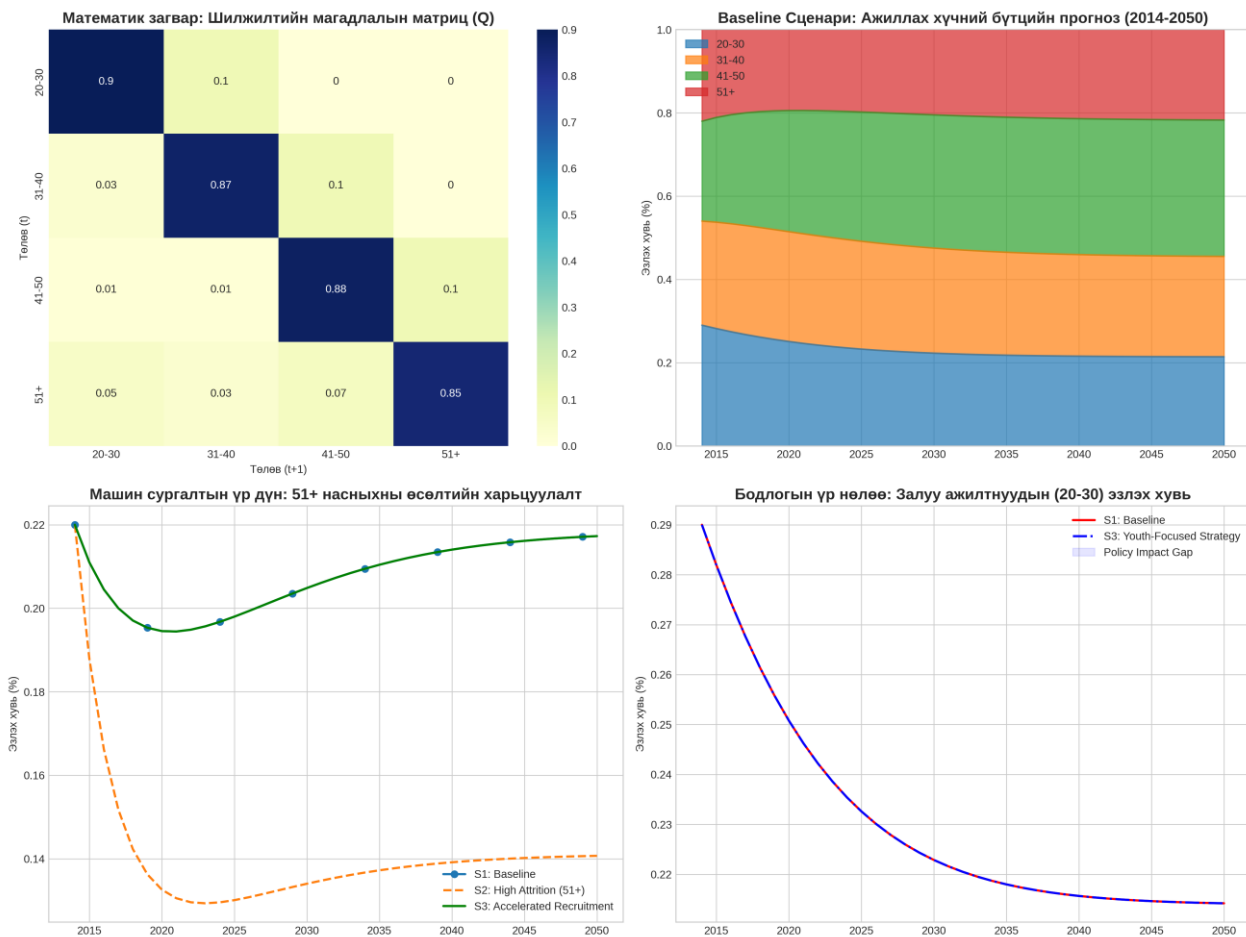 Математик загвар: Шилжилтийн магадлалын матриц (Q)
20-30
31-40
41-50
51+
Төлөв (t)
0.9 0.1 0 0
0.03 0.87 0.1 0
0.01 0.01 0.88 0.1
0.05 0.03 0.07 0.85
20-30 31-40 41-50 51+
Төлөв (t+1)
0.9
0.8
0.7
0.6
0.5
0.4
0.3
0.2
0.1
0.0
Baseline Сценари: Ажиллах хүчний бүтцийн прогноз (2014-2050)
20-30
31-40
41-50
51+
Эзлэх хувь (%)
1.0
0.8
0.6
0.4
0.2
0.0
2015 2020 2025 2030 2035 2040 2045 2050
Машин сургалтын үр дүн: 51+ насныхны өсөлтийн харьцуулалт
Эзлэх хувь (%)
0.22
0.20
0.18
0.16
0.14
S1: Baseline
S2: High Attrition (51+)
S3: Accelerated Recruitment
2015 2020 2025 2030 2035 2040 2045 2050
Бодлогын үр нөлөө: Залуу ажилтнуудын (20-30) эзлэх хувь
S1: Baseline
S3: Youth-Focused Strategy
Policy Impact Gap
Эзлэх хувь (%)
0.29
0.28
0.27
0.26
0.25
0.24
0.23
0.22
2015 2020 2025 2030 2035 2040 2045 2050